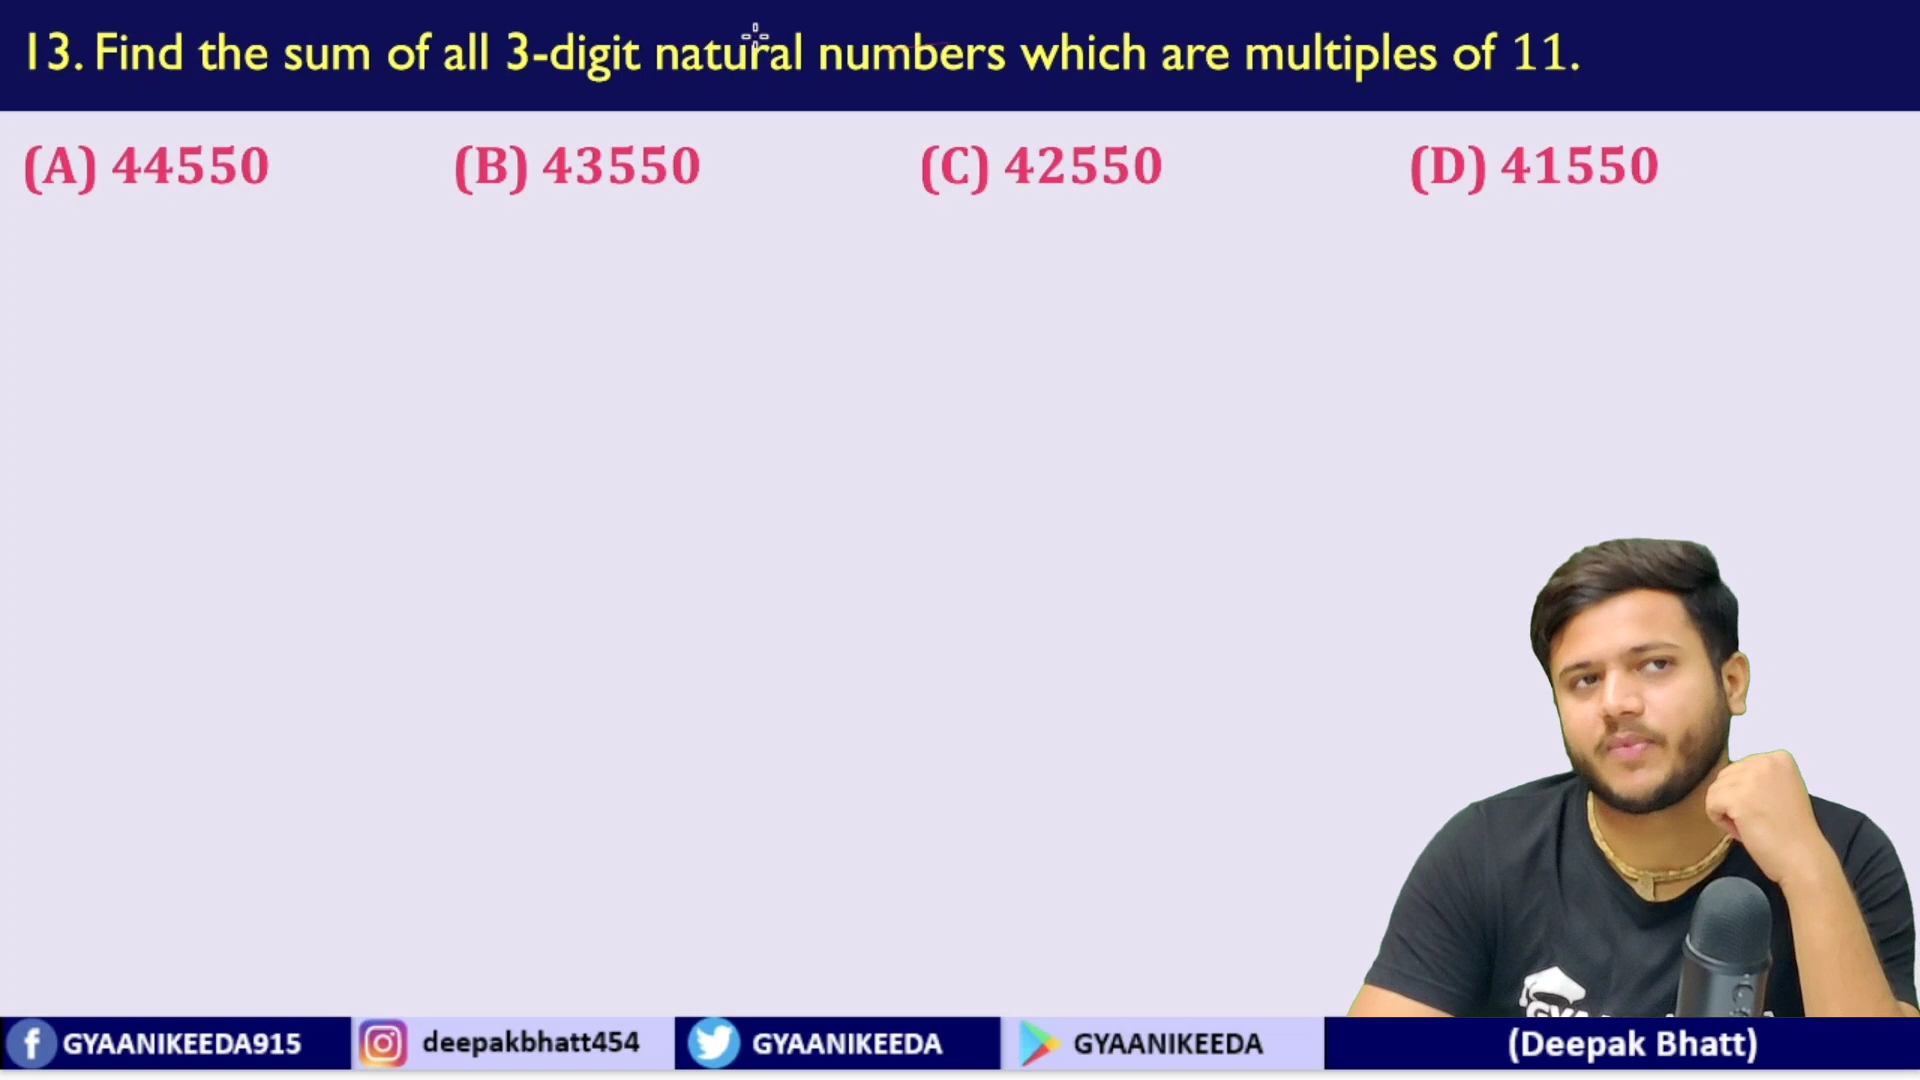 13. Find the sum of all 3-digit natural numbers which are multiples of 11.
(A) 44550 (B) 43550 (C) 42550 (D) 41550
GYAANIKEEDA915 deepakbhatt454 GYAANIKEEDA GYAANIKEEDA (Deepak Bhatt)